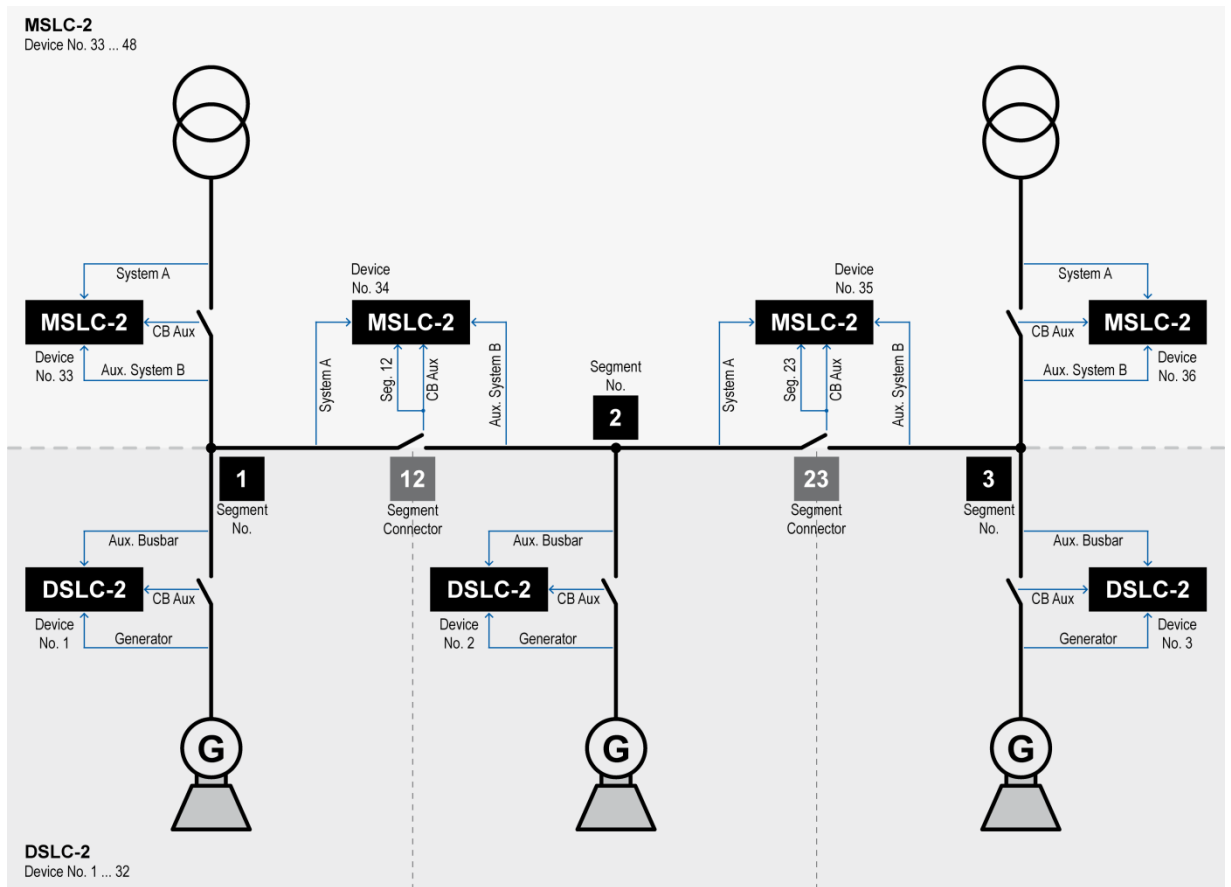 MSLC-2
Device No. 33 ... 48
System A
MSLC-2
CB Aux
Device
No. 33
Aux. System B
Device
No. 34
MSLC-2
System A
Seg. 12
CB Aux
Aux. System B
Segment
No.
2
Device
No. 35
MSLC-2
System A
Seg. 23
CB Aux
Aux. System B
System A
MSLC-2
CB Aux
Aux. System B
Device
No. 36
1
Segment
No.
12
Segment
Connector
23
Segment
Connector
3
Segment
No.
Aux. Busbar
DSLC-2
CB Aux
Device
No. 1
Generator
G
Aux. Busbar
DSLC-2
CB Aux
Device
No. 2
Generator
G
Aux. Busbar
DSLC-2
CB Aux
Generator
Device
No. 3
G
DSLC-2
Device No. 1 ... 32